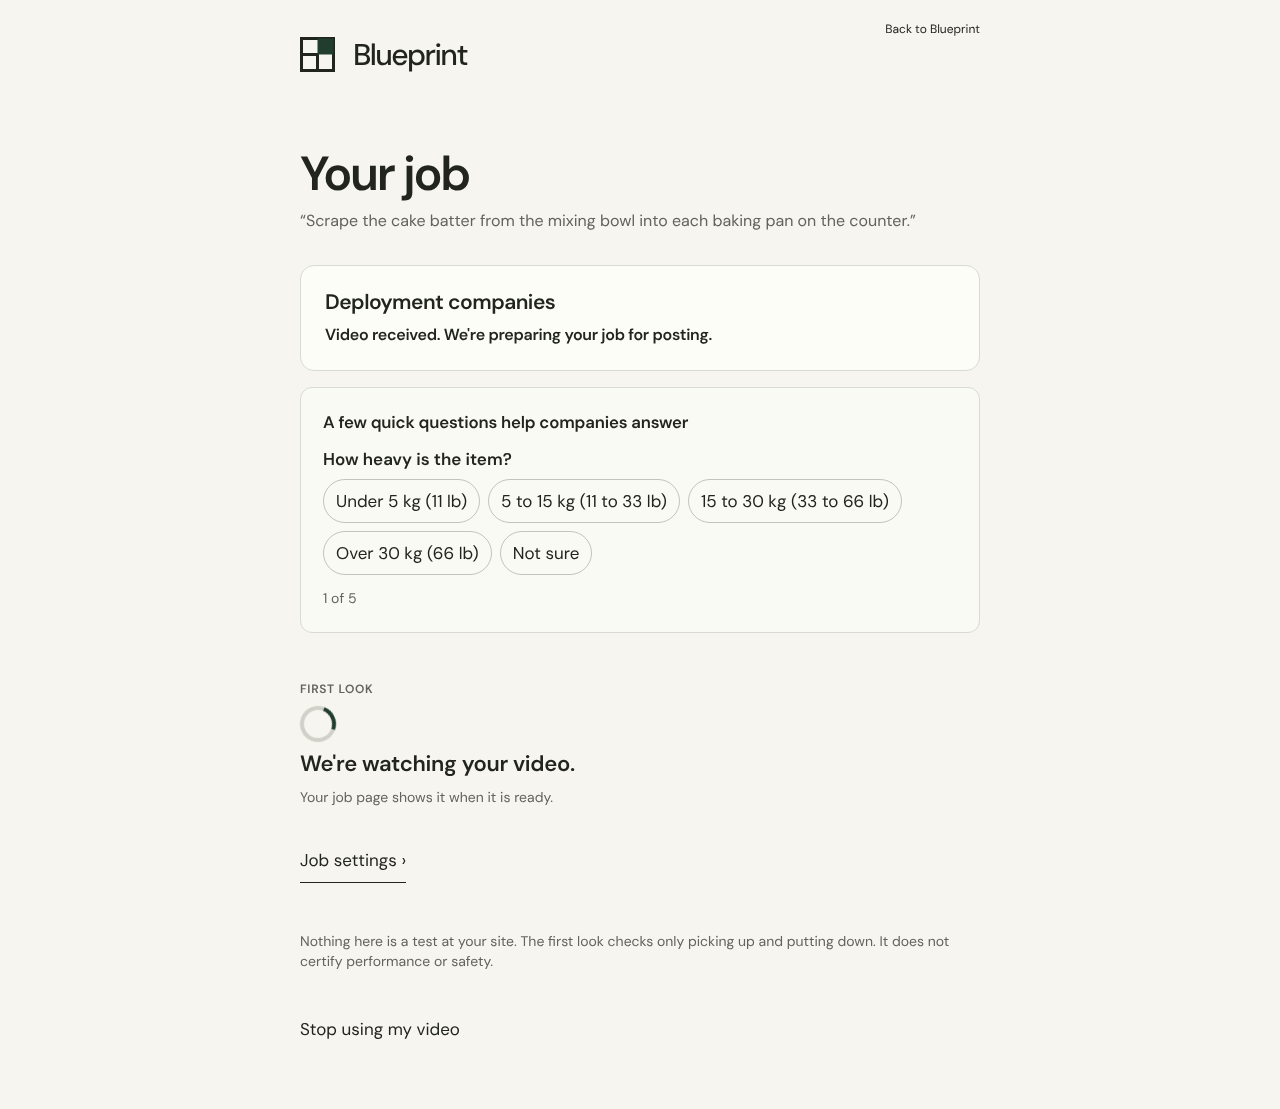 Back to Blueprint
Blueprint
Your job
“Scrape the cake batter from the mixing bowl into each baking pan on the counter.”
Deployment companies
Video received. We're preparing your job for posting.
A few quick questions help companies answer
How heavy is the item?
Under 5 kg (11 lb)
5 to 15 kg (11 to 33 lb)
15 to 30 kg (33 to 66 lb)
Over 30 kg (66 lb)
Not sure
1 of 5
FIRST LOOK
We're watching your video.
Your job page shows it when it is ready.
Job settings ›
Nothing here is a test at your site. The first look checks only picking up and putting down. It does not
certify performance or safety.
Stop using my video